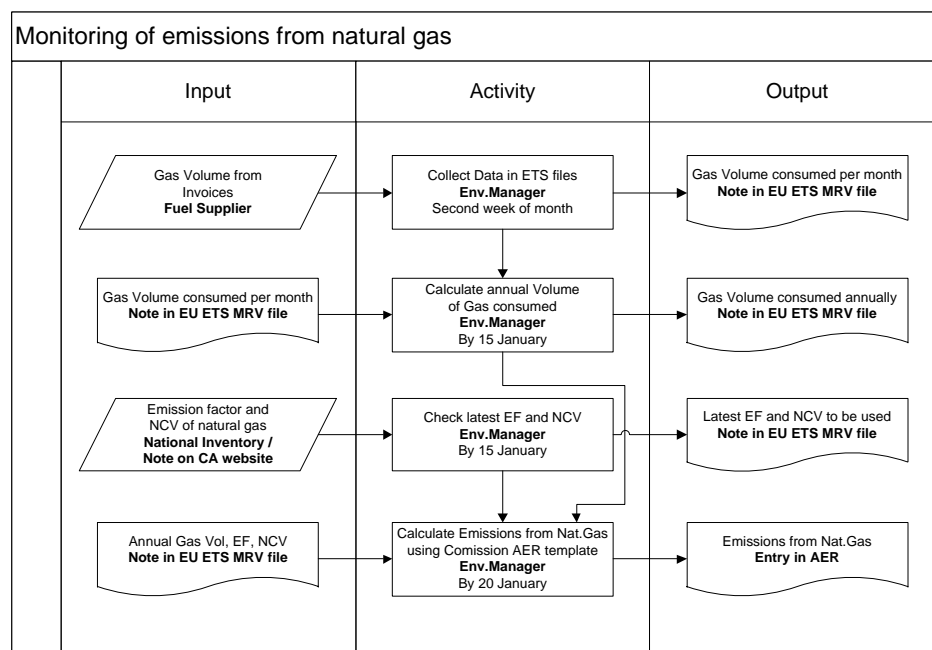 Monitoring of emissions from natural gas
Input
Activity
Output
Gas Volume from
Invoices
Fuel Supplier
Collect Data in ETS files
Env.Manager
Second week of month
Gas Volume consumed per month
Note in EU ETS MRV file
Gas Volume consumed per month
Note in EU ETS MRV file
Calculate annual Volume
of Gas consumed
Env.Manager
By 15 January
Gas Volume consumed annually
Note in EU ETS MRV file
Emission factor and
NCV of natural gas
National Inventory /
Note on CA website
Check latest EF and NCV
Env.Manager
By 15 January
Latest EF and NCV to be used
Note in EU ETS MRV file
Annual Gas Vol, EF, NCV
Note in EU ETS MRV file
Calculate Emissions from Nat.Gas
using Comission AER template
Env.Manager
By 20 January
Emissions from Nat.Gas
Entry in AER